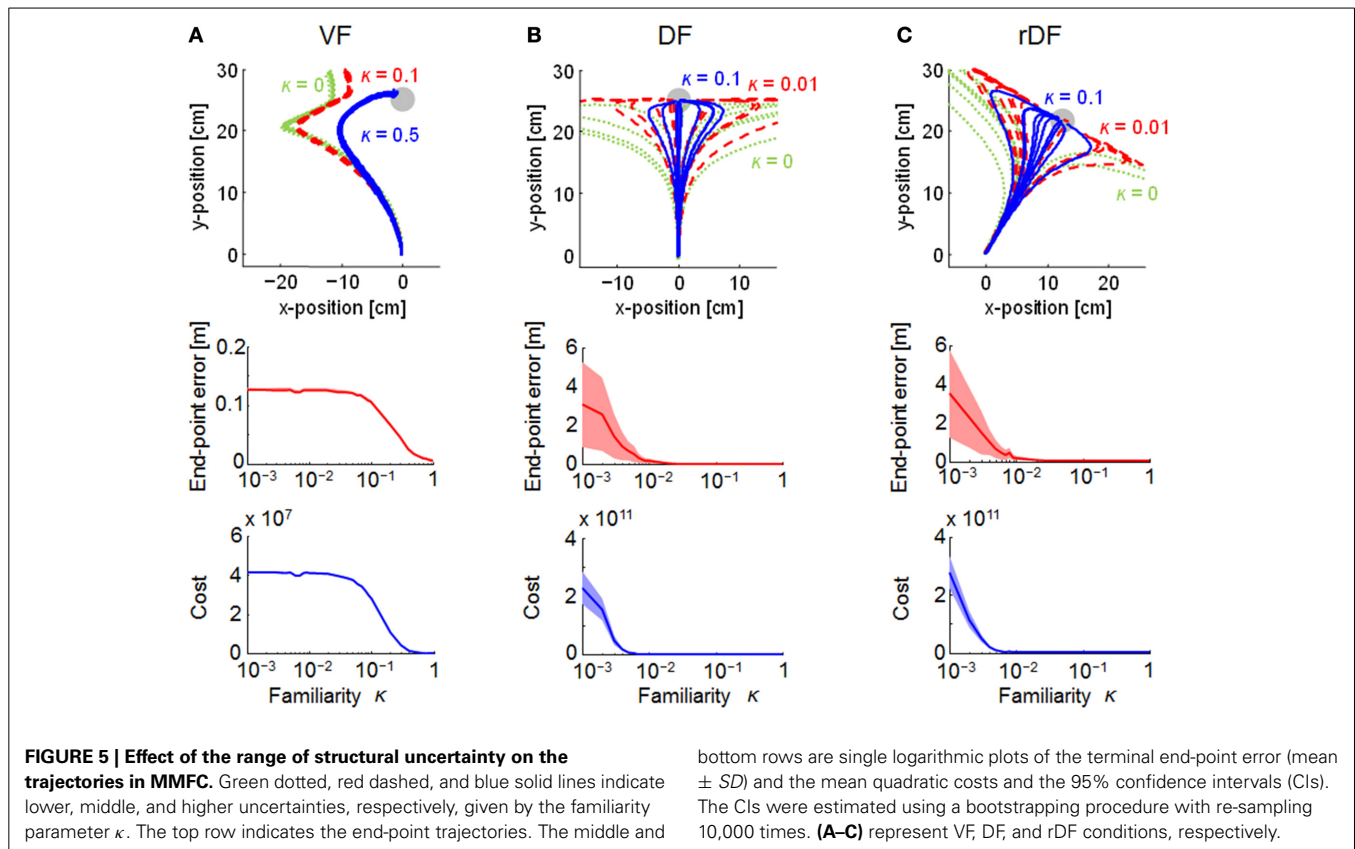 A VF
B DF
C rDF
30
κ = 0
κ = 0.1
20
κ = 0.5
10
0
y-position [cm]
−20 −10 0
x-position [cm]
30
κ = 0.1
κ = 0.01
20
κ = 0
10
0
y-position [cm]
−10 0 10
x-position [cm]
30
κ = 0.1
κ = 0.01
20
κ = 0
10
0
y-position [cm]
0 10 20
x-position [cm]
End-point error [m]
0.2
0.1
0
10⁻³ 10⁻² 10⁻¹ 1
End-point error [m]
6
4
2
0
10⁻³ 10⁻² 10⁻¹ 1
End-point error [m]
6
4
2
0
10⁻³ 10⁻² 10⁻¹ 1
x 10⁷
Cost
6
4
2
0
10⁻³ 10⁻² 10⁻¹ 1
Familiarity κ
x 10¹¹
Cost
4
2
0
10⁻³ 10⁻² 10⁻¹ 1
Familiarity κ
x 10¹¹
Cost
4
2
0
10⁻³ 10⁻² 10⁻¹ 1
Familiarity κ
FIGURE 5 | Effect of the range of structural uncertainty on the
trajectories in MMFC. Green dotted, red dashed, and blue solid lines indicate
lower, middle, and higher uncertainties, respectively, given by the familiarity
parameter κ. The top row indicates the end-point trajectories. The middle and
bottom rows are single logarithmic plots of the terminal end-point error (mean
± SD) and the mean quadratic costs and the 95% confidence intervals (CIs).
The CIs were estimated using a bootstrapping procedure with re-sampling
10,000 times. (A–C) represent VF, DF, and rDF conditions, respectively.